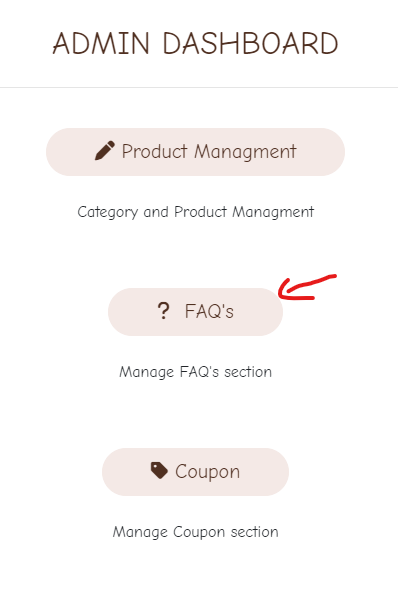 ADMIN DASHBOARD
Product Managment
Category and Product Managment
? FAQ's
Manage FAQ's section
Coupon
Manage Coupon section